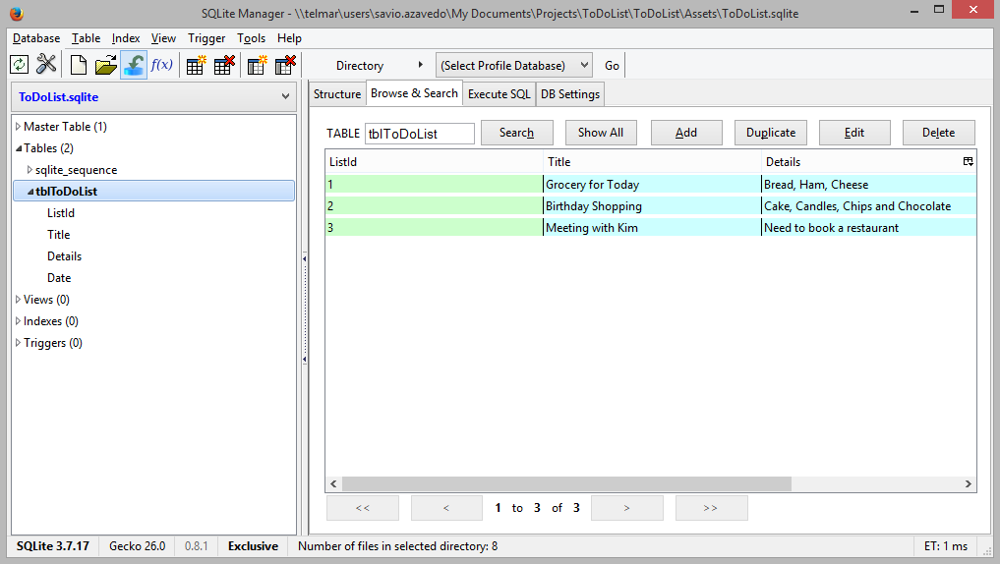 SQLite Manager - \\telmar\users\savio.azavedo\My Documents\Projects\ToDoList\ToDoList\Assets\ToDoList.sqlite
Database Table Index View Trigger Tools Help
f(x) Directory (Select Profile Database) Go
ToDoList.sqlite
Master Table (1)
Tables (2)
sqlite_sequence
tblToDoList
ListId
Title
Details
Date
Views (0)
Indexes (0)
Triggers (0)
Structure Browse & Search Execute SQL DB Settings
TABLE tblToDoList Search Show All Add Duplicate Edit Delete
ListId Title Details
1 Grocery for Today Bread, Ham, Cheese
2 Birthday Shopping Cake, Candles, Chips and Chocolate
3 Meeting with Kim Need to book a restaurant
<< < 1 to 3 of 3 > >>
SQLite 3.7.17 Gecko 26.0 0.8.1 Exclusive Number of files in selected directory: 8 ET: 1 ms